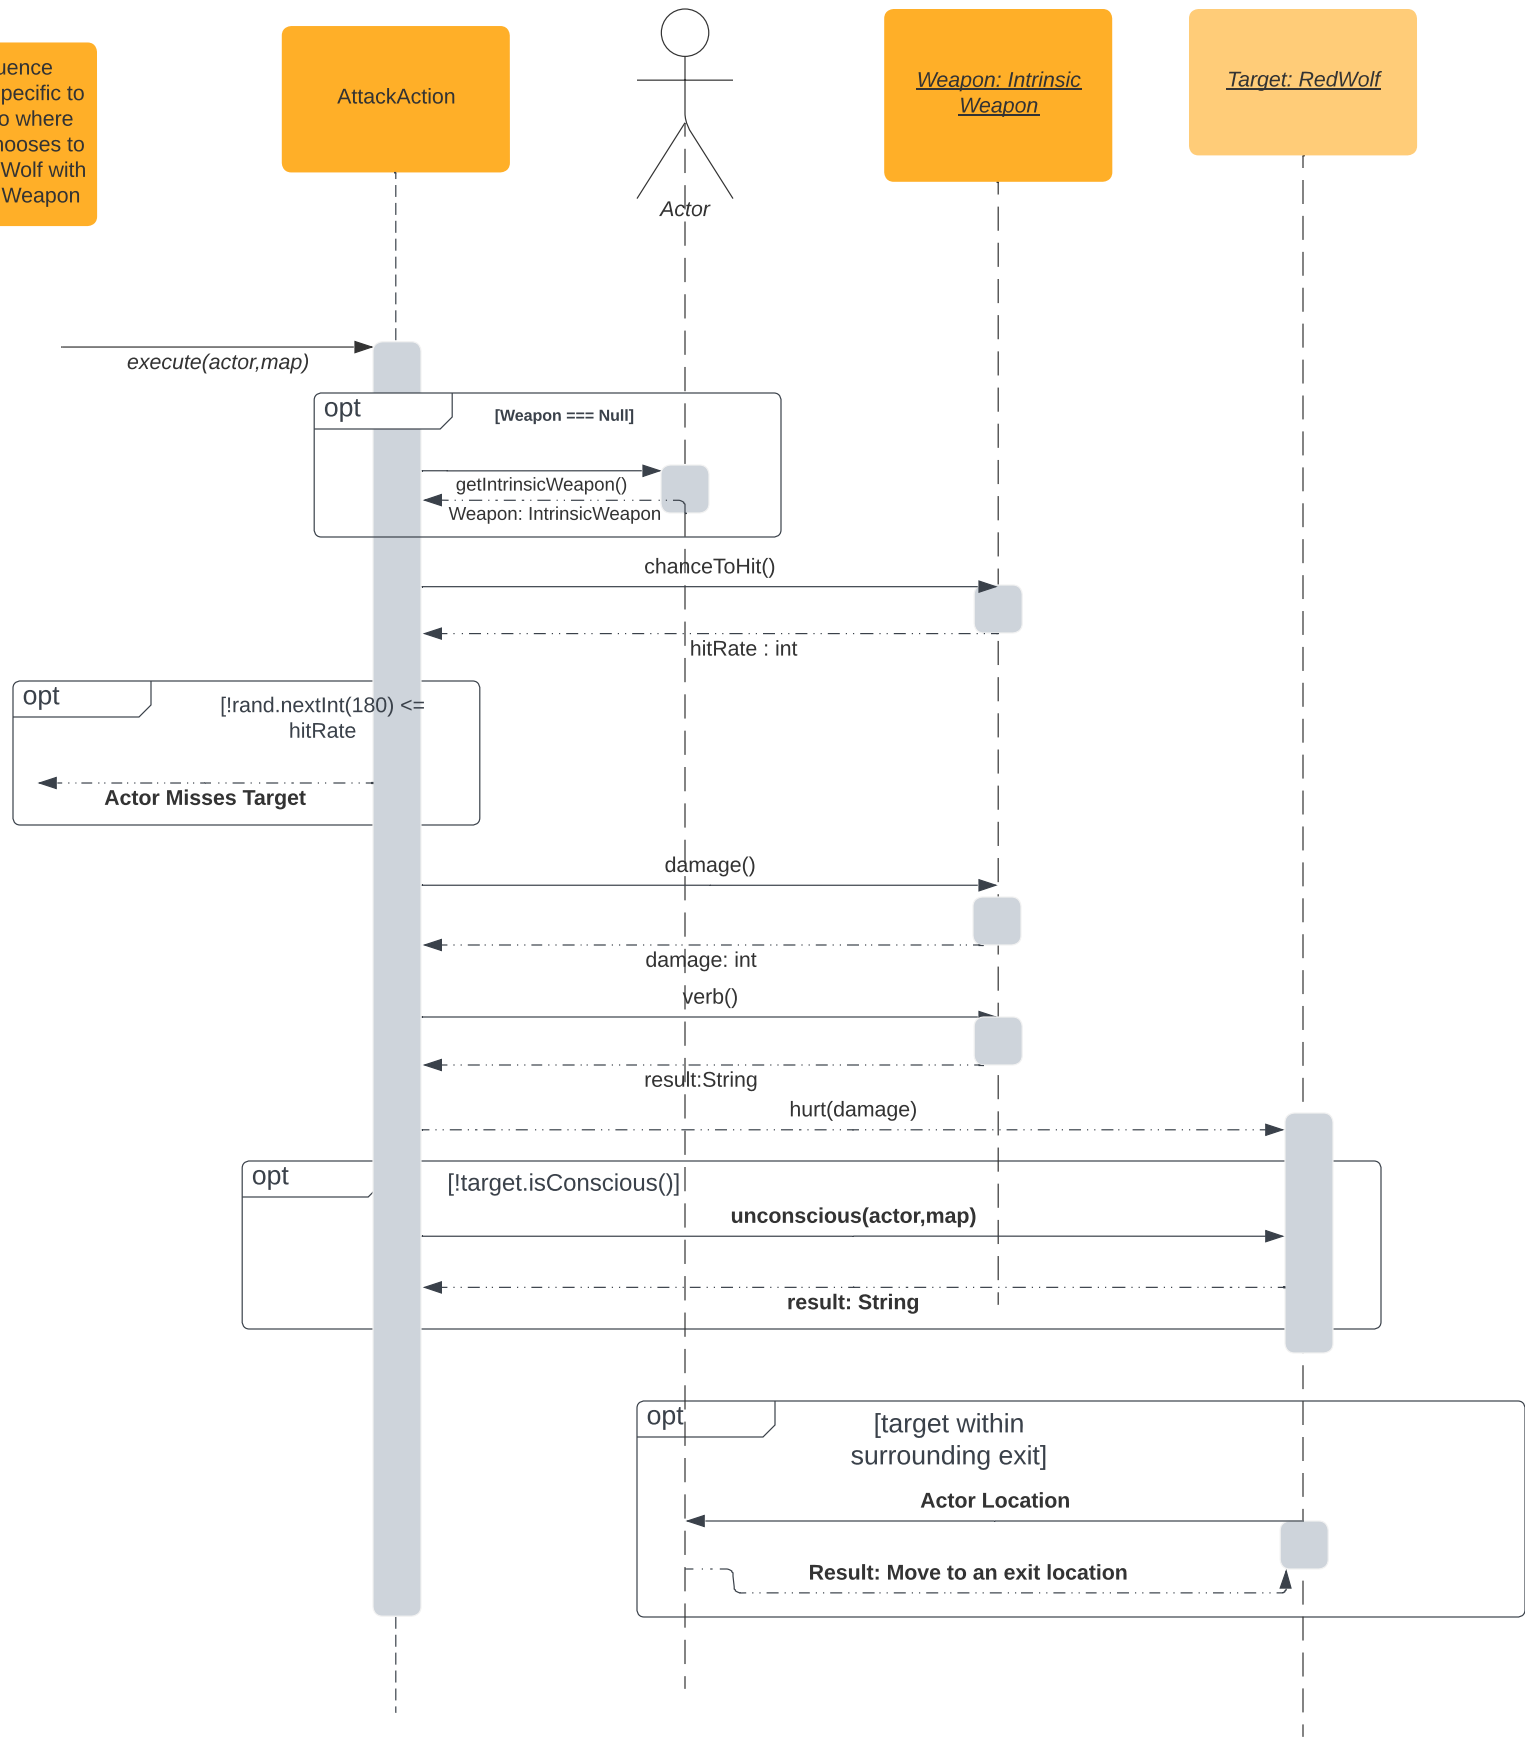 uence
pecific to
o where
hooses to
Wolf with
Weapon
AttackAction
Actor
Weapon: Intrinsic
Weapon
Target: RedWolf
execute(actor,map)
opt
[Weapon === Null]
getIntrinsicWeapon()
Weapon: IntrinsicWeapon
chanceToHit()
hitRate : int
opt
[!rand.nextInt(180) <=
hitRate
Actor Misses Target
damage()
damage: int
verb()
result:String
hurt(damage)
opt
[!target.isConscious()]
unconscious(actor,map)
result: String
opt
[target within
surrounding exit]
Actor Location
Result: Move to an exit location